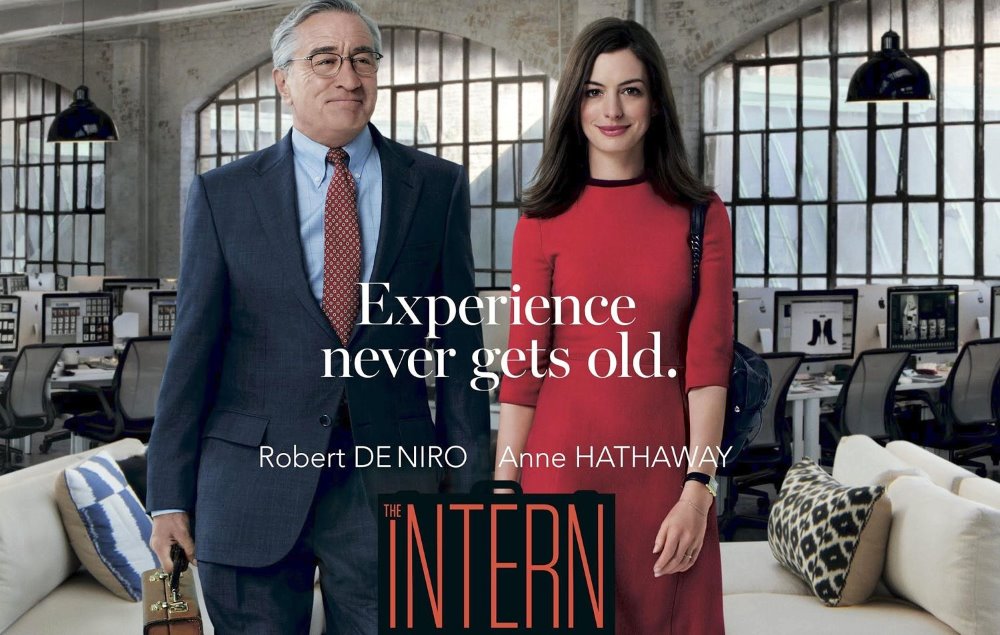 Experience
never gets old.
Robert DE NIRO Anne HATHAWAY
THE
iNTERN